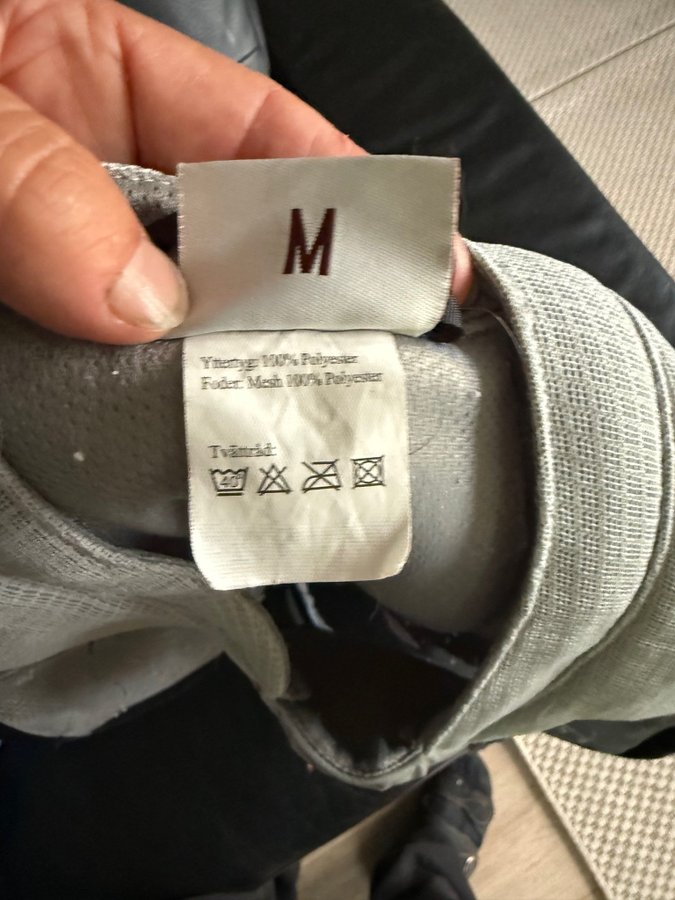 M
Yttertyg: 100% Polyester
Foder: Mesh 100% Polyester
Tvättråd:
40°